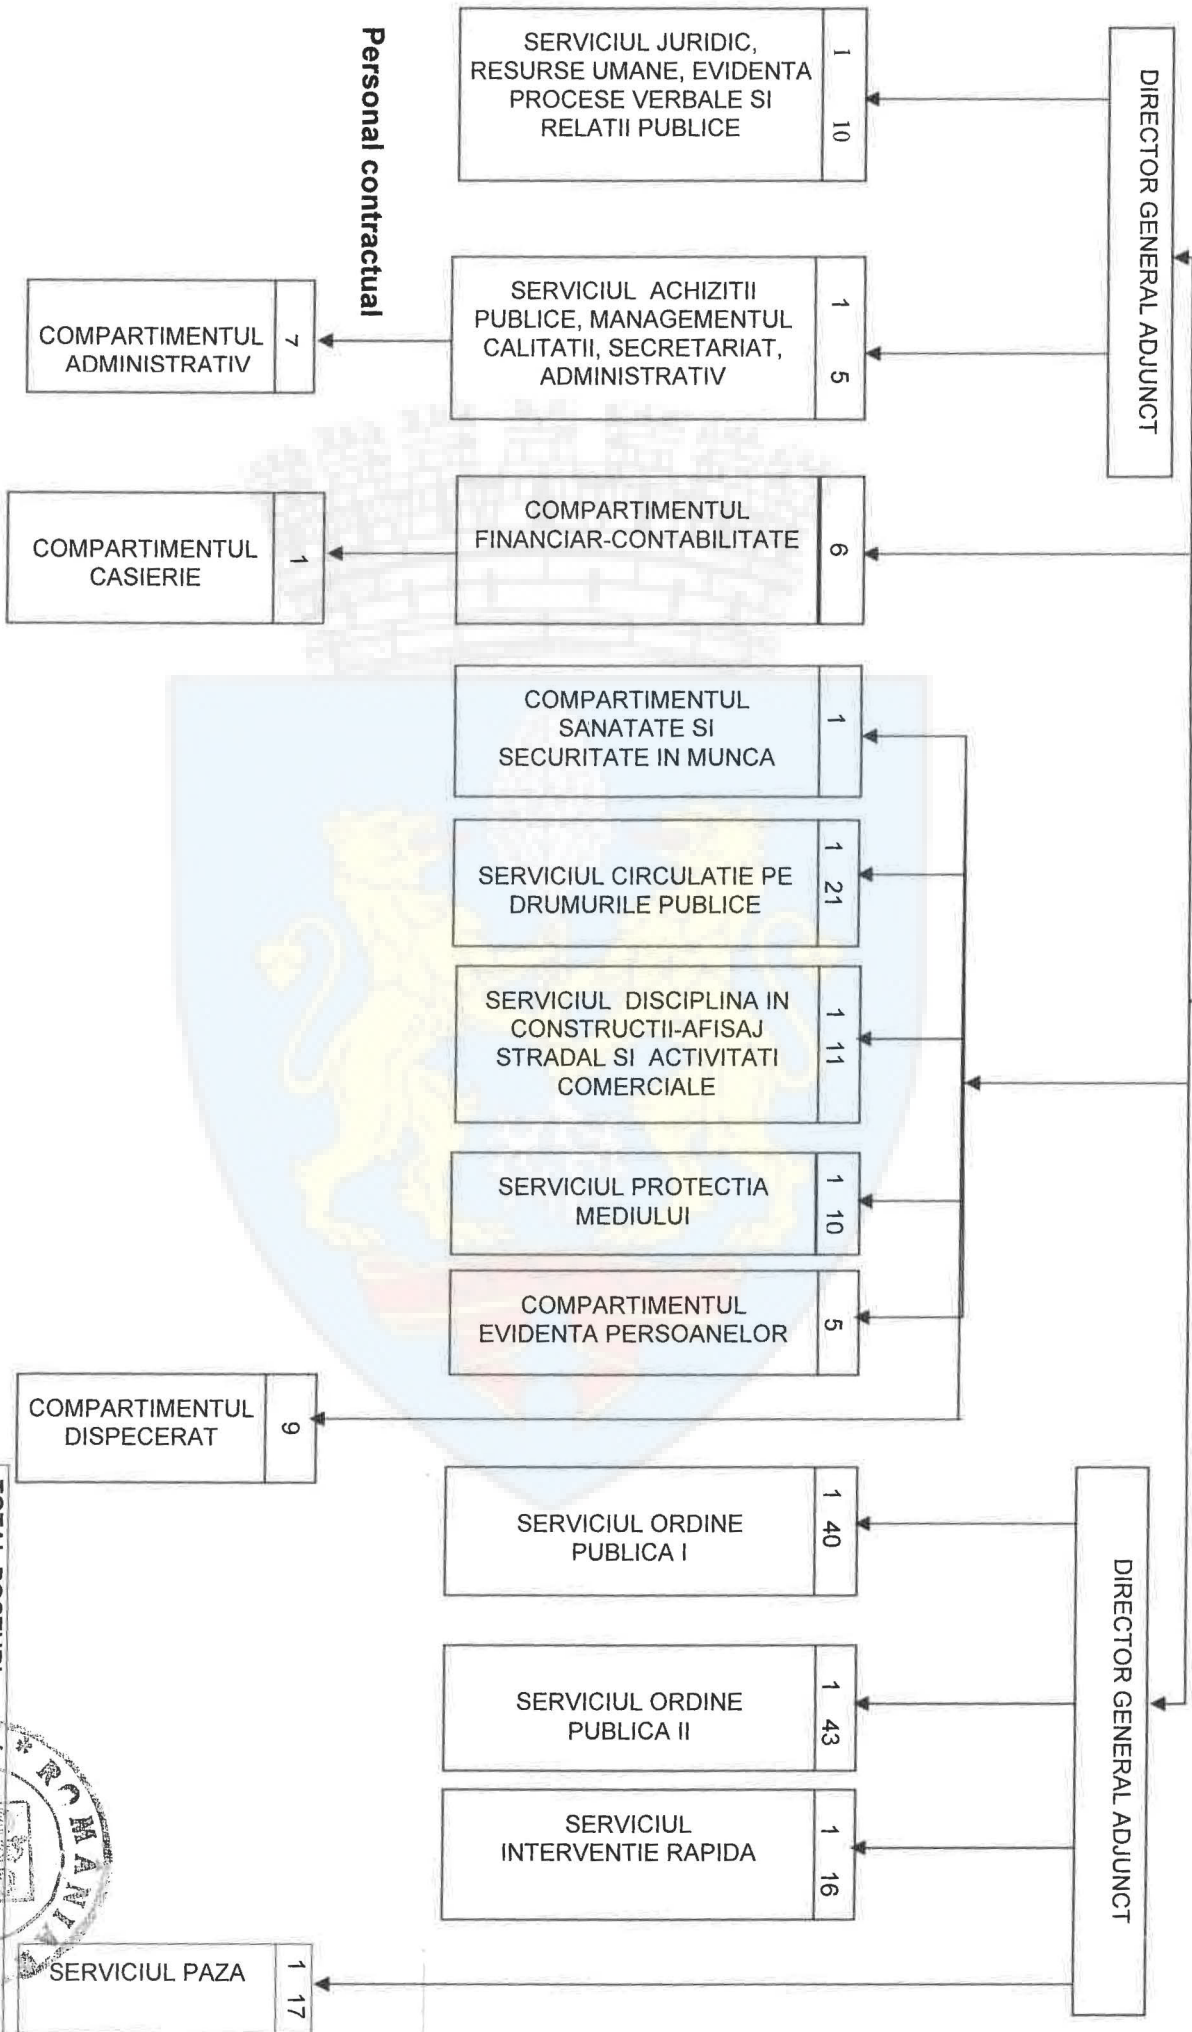 DIRECTOR GENERAL ADJUNCT
1 10
SERVICIUL JURIDIC,
RESURSE UMANE, EVIDENTA
PROCESE VERBALE SI
RELATII PUBLICE
1 5
SERVICIUL ACHIZITII
PUBLICE, MANAGEMENTUL
CALITATII, SECRETARIAT,
ADMINISTRATIV
Personal contractual
7
COMPARTIMENTUL
ADMINISTRATIV
6
COMPARTIMENTUL
FINANCIAR-CONTABILITATE
1
COMPARTIMENTUL
CASIERIE
1
COMPARTIMENTUL
SANATATE SI
SECURITATE IN MUNCA
1 21
SERVICIUL CIRCULATIE PE
DRUMURILE PUBLICE
1 11
SERVICIUL DISCIPLINA IN
CONSTRUCTII-AFISAJ
STRADAL SI ACTIVITATI
COMERCIALE
1 10
SERVICIUL PROTECTIA
MEDIULUI
5
COMPARTIMENTUL
EVIDENTA PERSOANELOR
9
COMPARTIMENTUL
DISPECERAT
DIRECTOR GENERAL ADJUNCT
1 40
SERVICIUL ORDINE
PUBLICA I
1 43
SERVICIUL ORDINE
PUBLICA II
1 16
SERVICIUL
INTERVENTIE RAPIDA
1 17
SERVICIUL PAZA
* ROMANIA